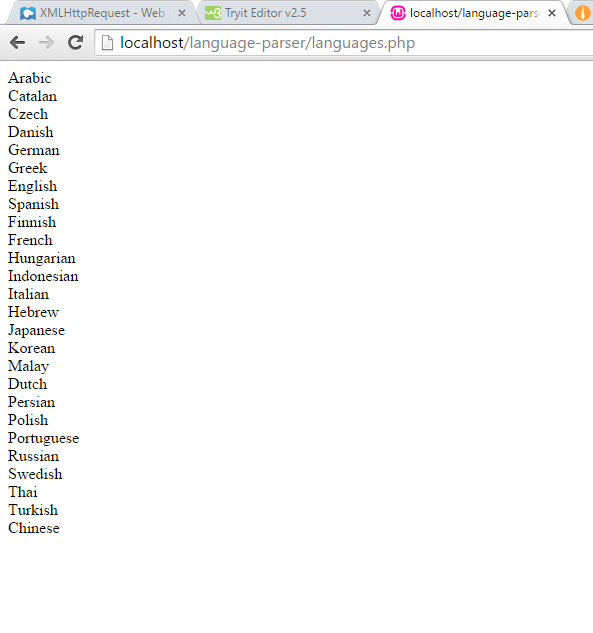 XMLHttpRequest - Web
Tryit Editor v2.5
localhost/language-parse
localhost/language-parser/languages.php
Arabic
Catalan
Czech
Danish
German
Greek
English
Spanish
Finnish
French
Hungarian
Indonesian
Italian
Hebrew
Japanese
Korean
Malay
Dutch
Persian
Polish
Portuguese
Russian
Swedish
Thai
Turkish
Chinese